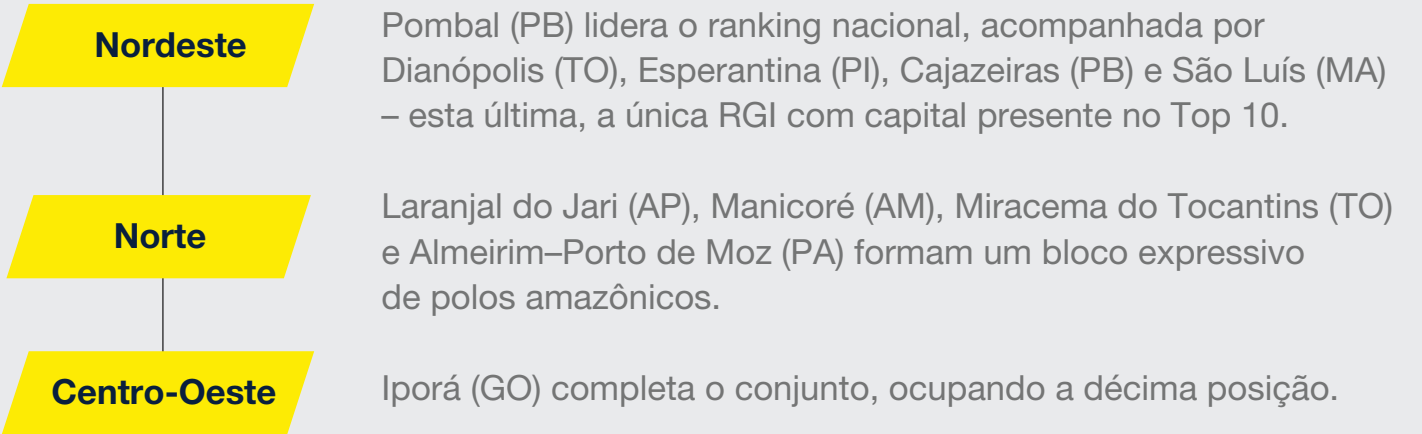 Nordeste
Pombal (PB) lidera o ranking nacional, acompanhada por
Dianópolis (TO), Esperantina (PI), Cajazeiras (PB) e São Luís (MA)
– esta última, a única RGI com capital presente no Top 10.
Norte
Laranjal do Jari (AP), Manicoré (AM), Miracema do Tocantins (TO)
e Almeirim–Porto de Moz (PA) formam um bloco expressivo
de polos amazônicos.
Centro-Oeste
Iporá (GO) completa o conjunto, ocupando a décima posição.